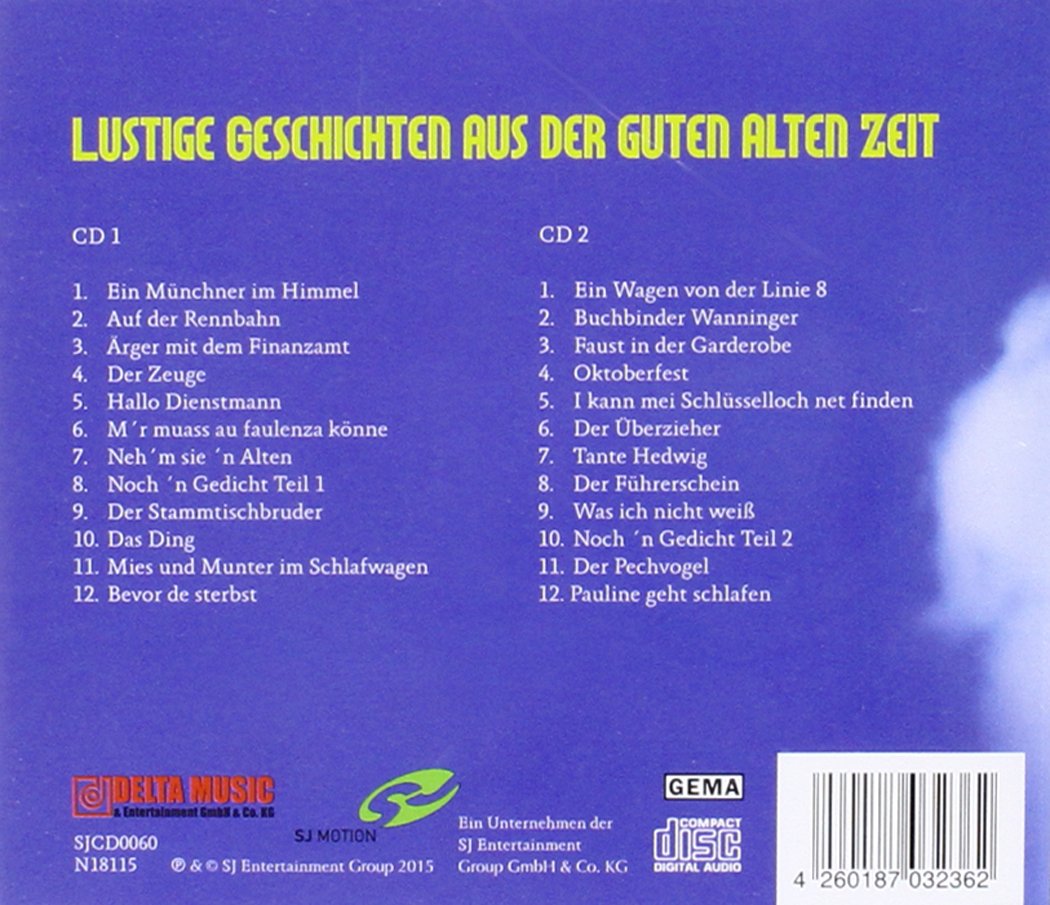 LUSTIGE GESCHICHTEN AUS DER GUTEN ALTEN ZEIT
CD 1
1. Ein Münchner im Himmel
2. Auf der Rennbahn
3. Ärger mit dem Finanzamt
4. Der Zeuge
5. Hallo Dienstmann
6. M´r muass au faulenza könne
7. Neh´m sie ´n Alten
8. Noch ´n Gedicht Teil 1
9. Der Stammtischbruder
10. Das Ding
11. Mies und Munter im Schlafwagen
12. Bevor de sterbst
CD 2
1. Ein Wagen von der Linie 8
2. Buchbinder Wanninger
3. Faust in der Garderobe
4. Oktoberfest
5. I kann mei Schlüsselloch net finden
6. Der Überzieher
7. Tante Hedwig
8. Der Führerschein
9. Was ich nicht weiß
10. Noch ´n Gedicht Teil 2
11. Der Pechvogel
12. Pauline geht schlafen
DELTA MUSIC
& Entertainment GmbH & Co. KG
SJCD0060
N18115
SJ MOTION
℗ & © SJ Entertainment Group 2015
Ein Unternehmen der
SJ Entertainment
Group GmbH & Co. KG
GEMA
COMPACT
disc
DIGITAL AUDIO
4 260187 032362